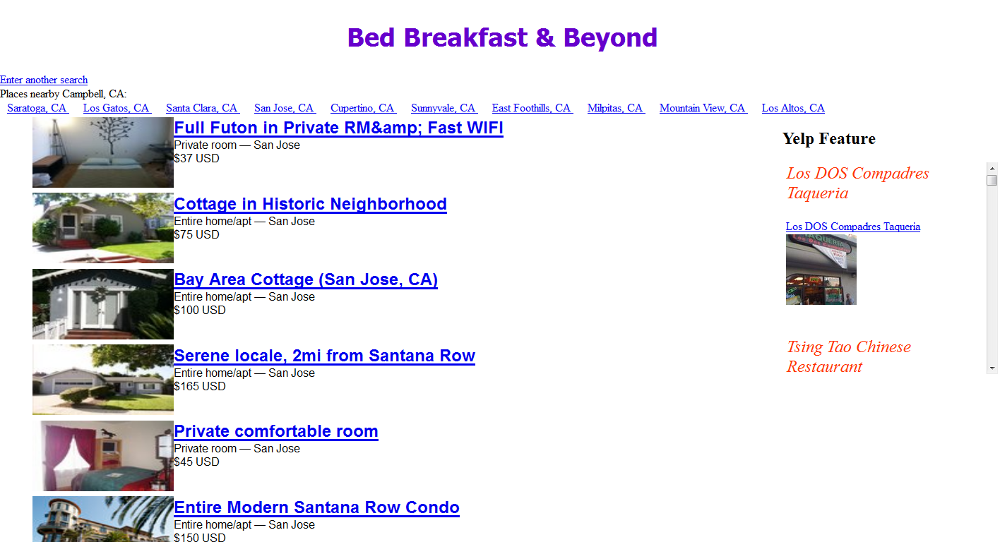 Bed Breakfast & Beyond
Enter another search
Places nearby Campbell, CA:
Saratoga, CA Los Gatos, CA Santa Clara, CA San Jose, CA Cupertino, CA Sunnyvale, CA East Foothills, CA Milpitas, CA Mountain View, CA Los Altos, CA
Full Futon in Private RM&amp; Fast WIFI
Private room — San Jose
$37 USD
Cottage in Historic Neighborhood
Entire home/apt — San Jose
$75 USD
Bay Area Cottage (San Jose, CA)
Entire home/apt — San Jose
$100 USD
Serene locale, 2mi from Santana Row
Entire home/apt — San Jose
$165 USD
Private comfortable room
Private room — San Jose
$45 USD
Entire Modern Santana Row Condo
Entire home/apt — San Jose
$150 USD
Yelp Feature
Los DOS Compadres
Taqueria
Los DOS Compadres Taqueria
TAQUERIA
Tsing Tao Chinese
Restaurant